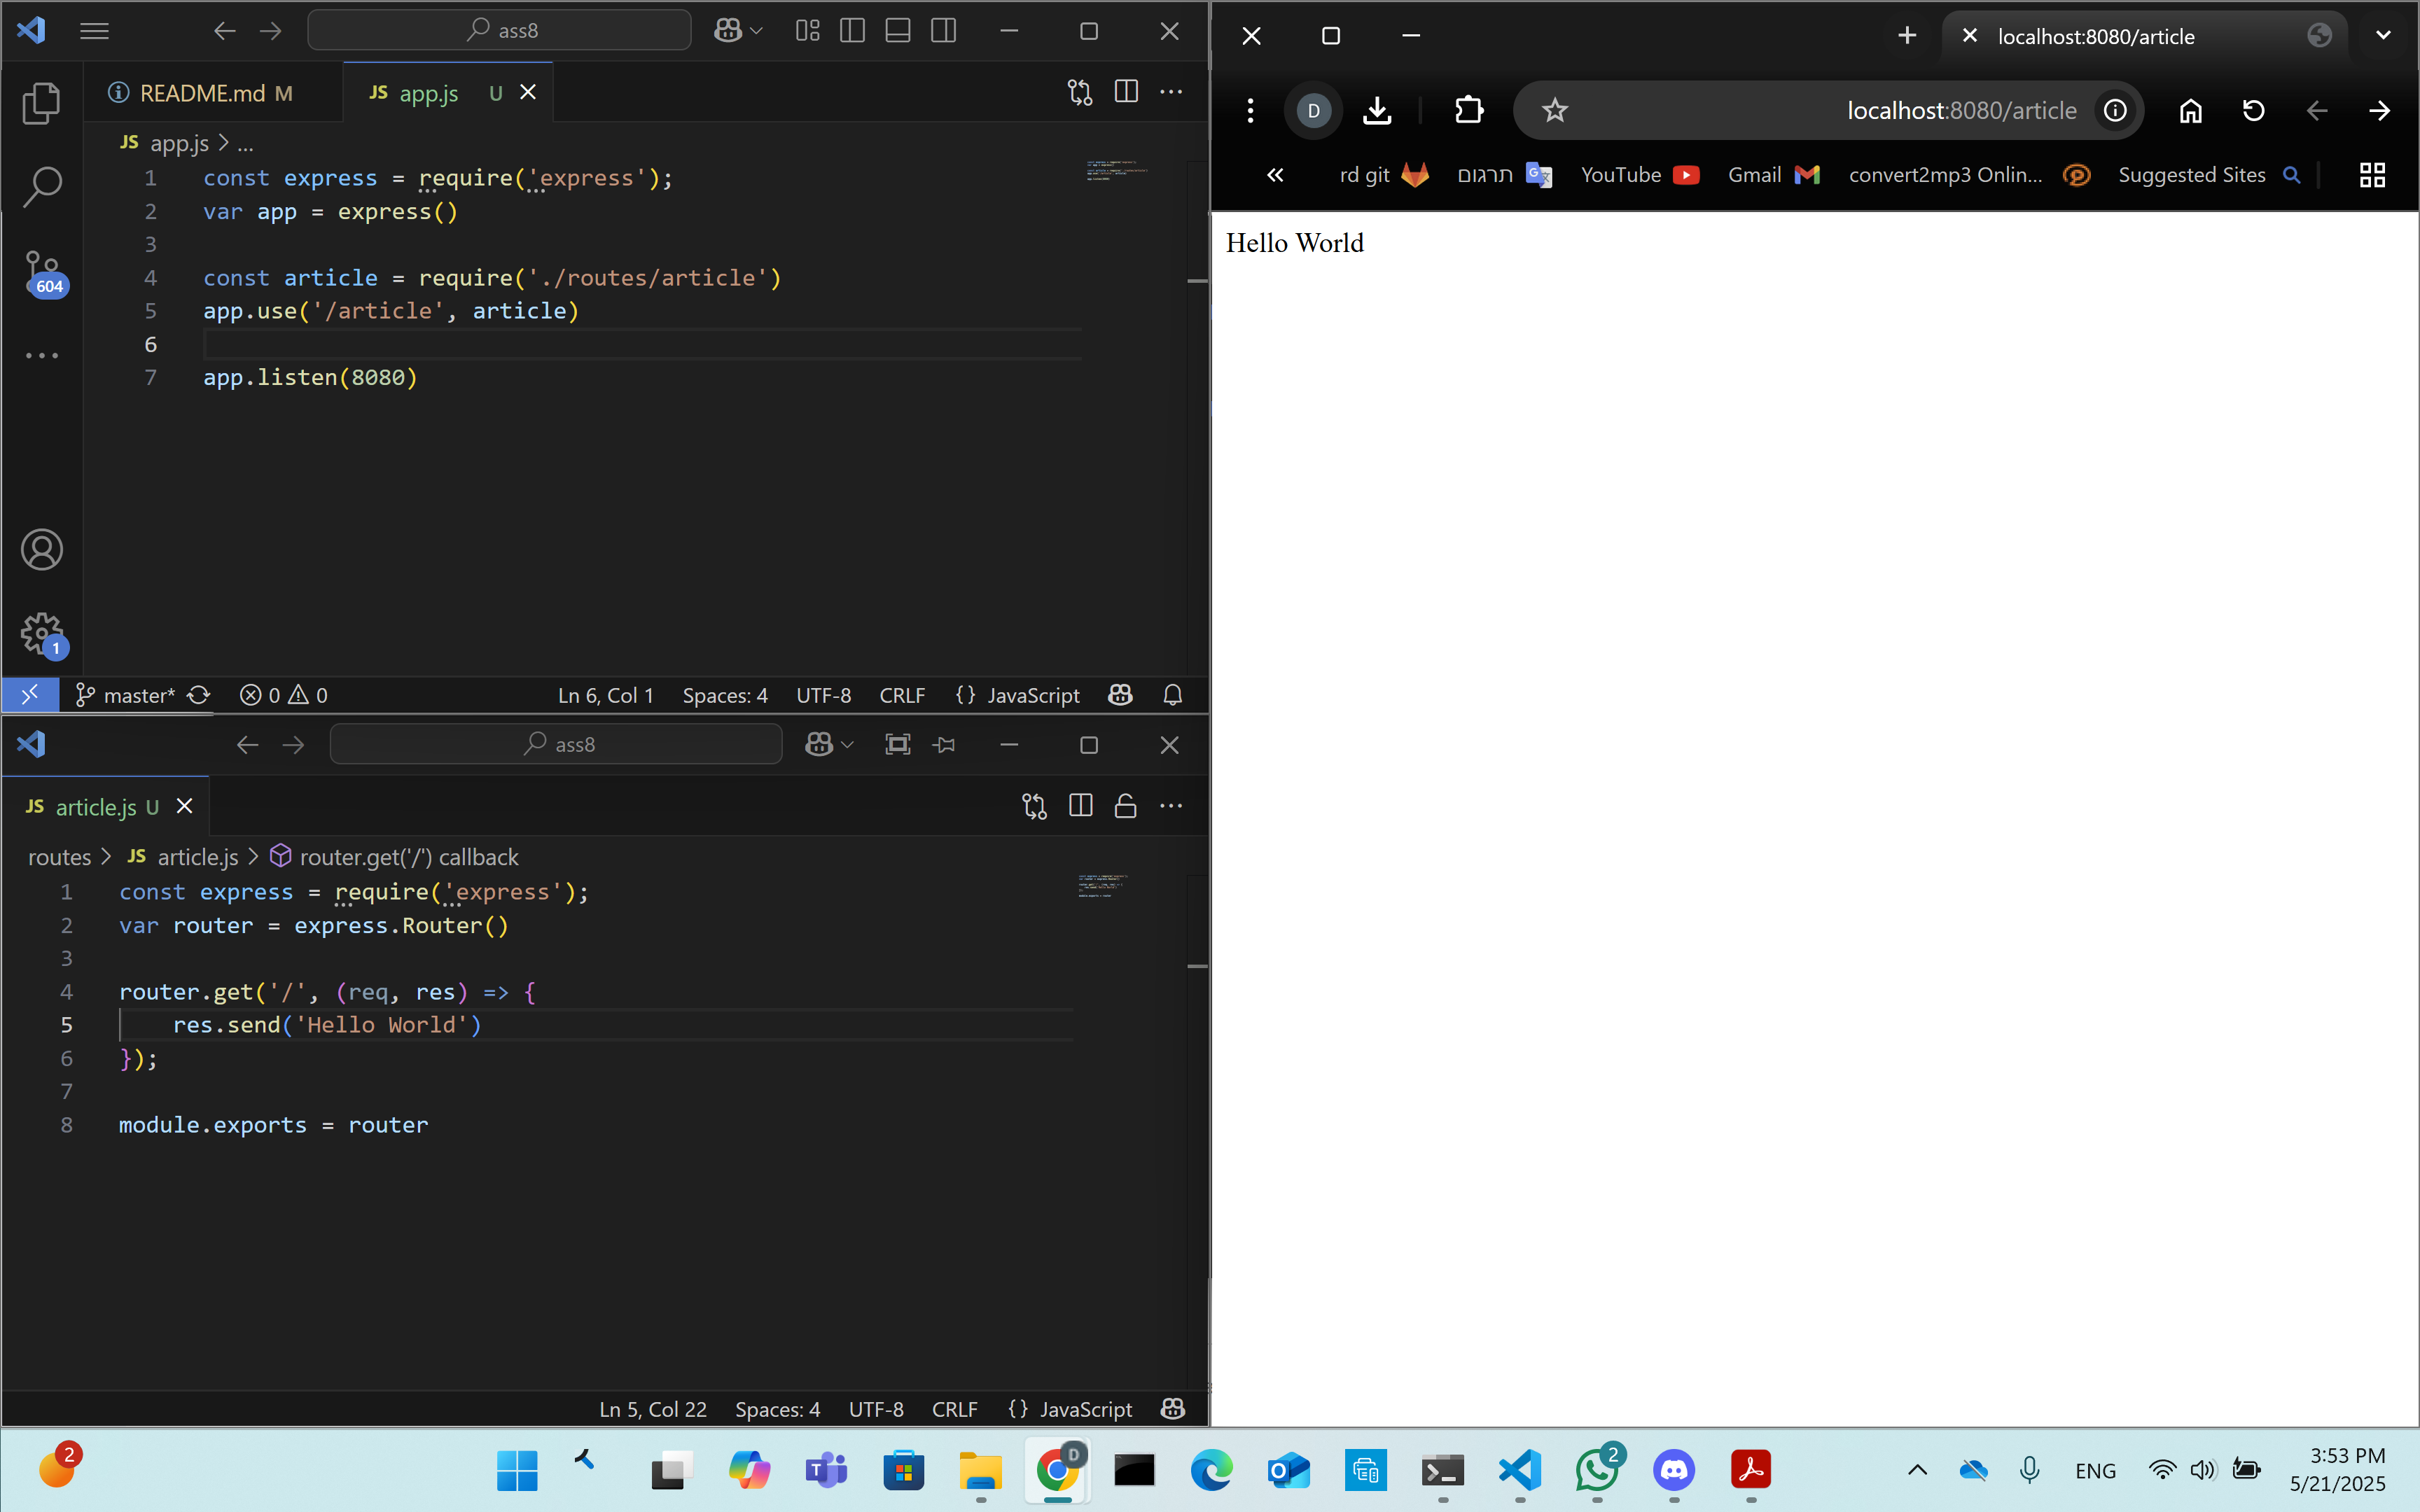 ass8
README.md M
JS app.js U
JS app.js > ...
1 const express = require('express');
2 var app = express()
3
4 const article = require('./routes/article')
5 app.use('/article', article)
6
7 app.listen(8080)
604
1
master* 0 0 Ln 6, Col 1 Spaces: 4 UTF-8 CRLF {} JavaScript
ass8
JS article.js U
routes > JS article.js > router.get('/') callback
1 const express = require('express');
2 var router = express.Router()
3
4 router.get('/', (req, res) => {
5     res.send('Hello World')
6 });
7
8 module.exports = router
Ln 5, Col 22 Spaces: 4 UTF-8 CRLF {} JavaScript
localhost:8080/article
D localhost:8080/article
rd git תרגום YouTube Gmail convert2mp3 Onlin... Suggested Sites
Hello World
2 D 2 ENG 3:53 PM
5/21/2025